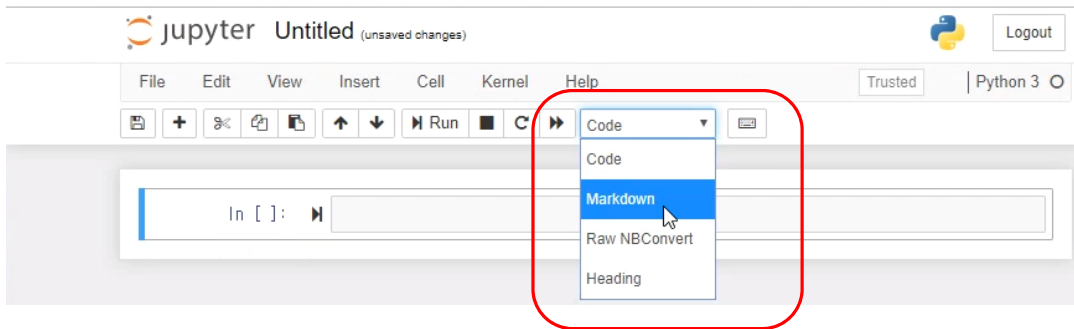 jupyter Untitled (unsaved changes) Logout
File Edit View Insert Cell Kernel Help Trusted Python 3
Run Code
Code
Markdown
In [ ]:
Raw NBConvert
Heading